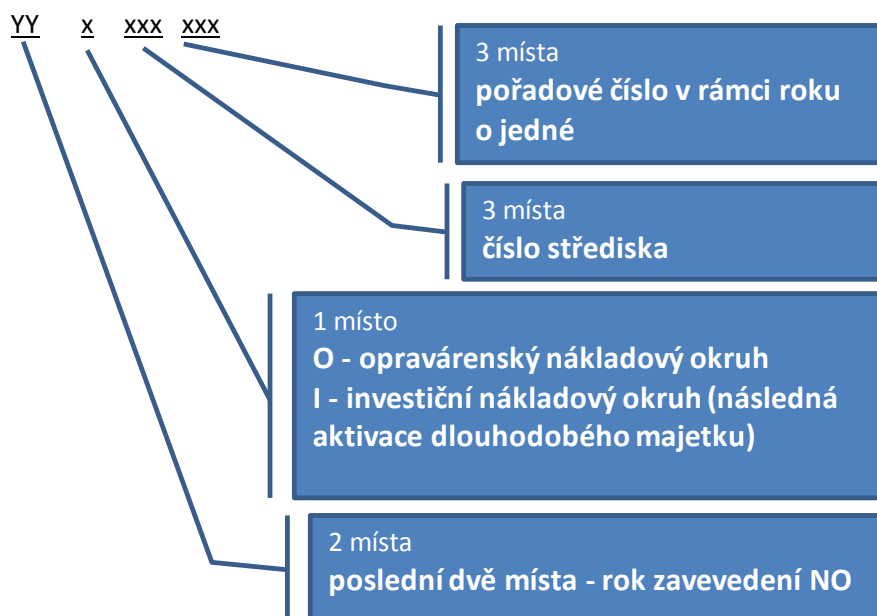 YY x xxx xxx
3 místa
pořadové číslo v rámci roku
o jedné
3 místa
číslo střediska
1 místo
O - opravárenský nákladový okruh
I - investiční nákladový okruh (následná
aktivace dlouhodobého majetku)
2 místa
poslední dvě místa - rok zavevedení NO